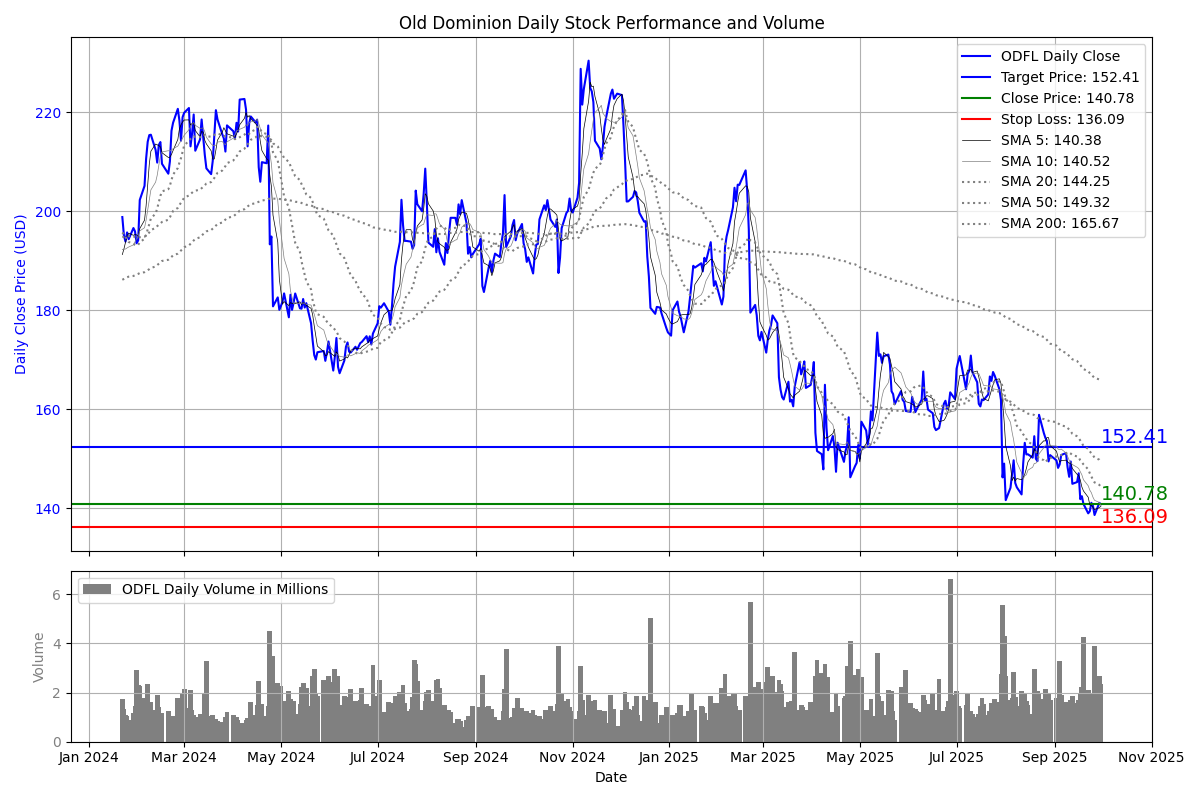 Old Dominion Daily Stock Performance and Volume
ODFL Daily Close
Target Price: 152.41
Close Price: 140.78
Stop Loss: 136.09
SMA 5: 140.38
SMA 10: 140.52
SMA 20: 144.25
SMA 50: 149.32
SMA 200: 165.67
Daily Close Price (USD)
220
200
180
160
140
152.41
140.78
136.09
ODFL Daily Volume in Millions
Volume
6
4
2
0
Jan 2024 Mar 2024 May 2024 Jul 2024 Sep 2024 Nov 2024 Jan 2025 Mar 2025 May 2025 Jul 2025 Sep 2025 Nov 2025
Date